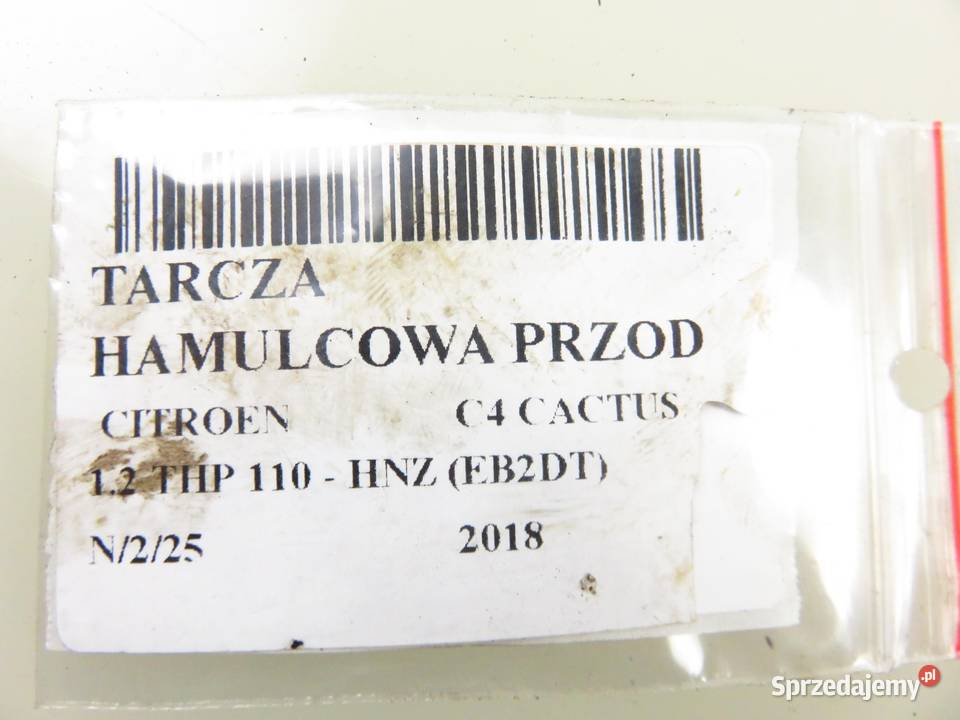 TARCZA
HAMULCOWA PRZOD
CITROEN C4 CACTUS
1.2 THP 110 - HNZ (EB2DT)
N/2/25 2018
Sprzedajemy.pl